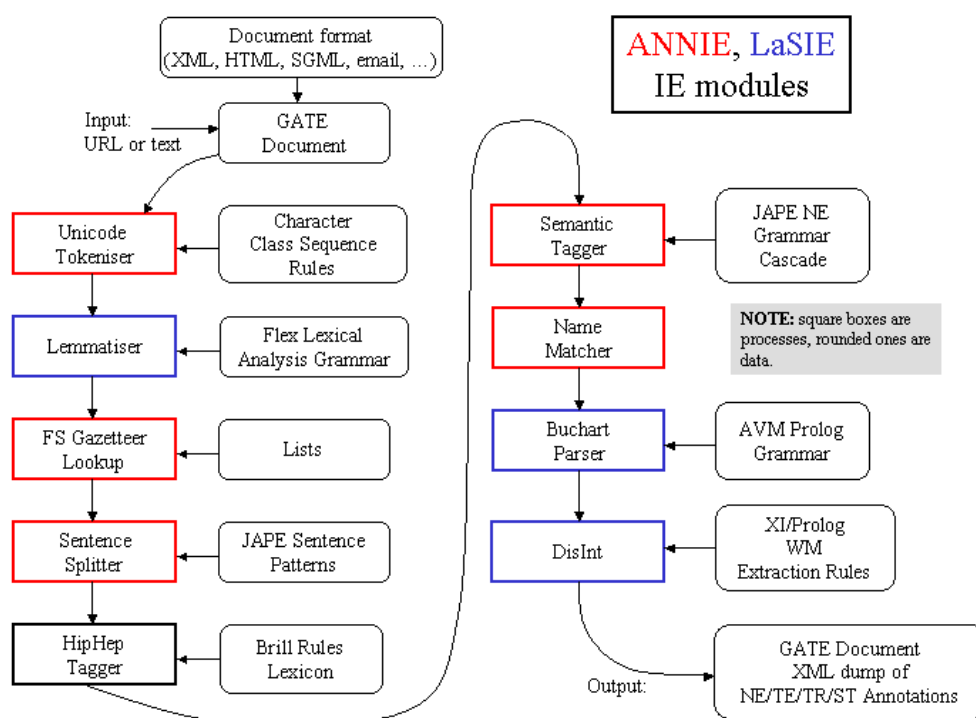 Document format
(XML, HTML, SGML, email, ...)
ANNIE, LaSIE
IE modules
Input:
URL or text
GATE
Document
Unicode
Tokeniser
Character
Class Sequence
Rules
Lemmatiser
Flex Lexical
Analysis Grammar
FS Gazetteer
Lookup
Lists
Sentence
Splitter
JAPE Sentence
Patterns
HipHep
Tagger
Brill Rules
Lexicon
Semantic
Tagger
JAPE NE
Grammar
Cascade
Name
Matcher
NOTE: square boxes are
processes, rounded ones are
data.
Buchart
Parser
AVM Prolog
Grammar
DisInt
XI/Prolog
WM
Extraction Rules
Output:
GATE Document
XML dump of
NE/TE/TR/ST Annotations